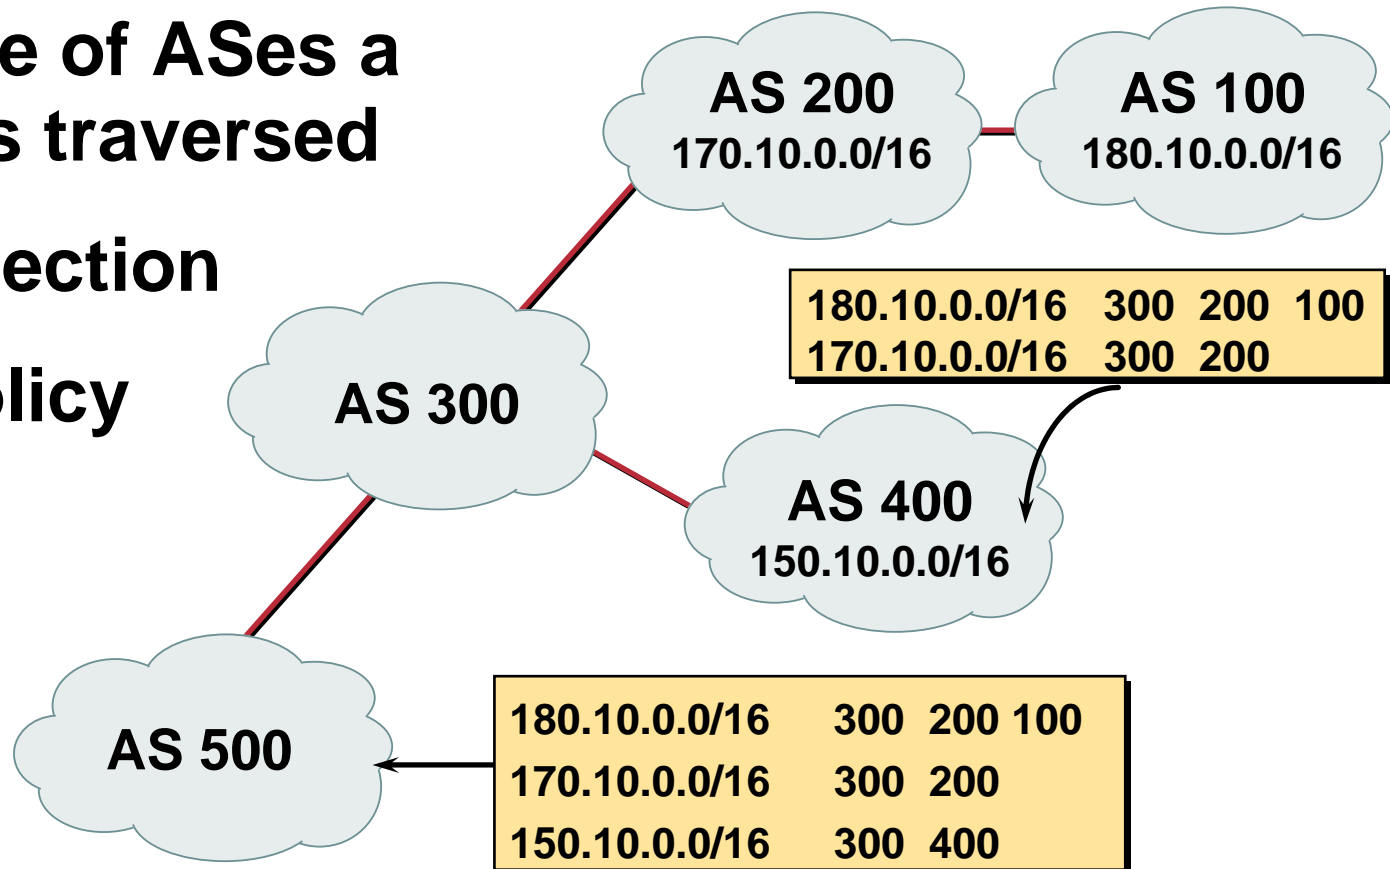 e of ASes a
s traversed
ection
olicy
AS 200
170.10.0.0/16
AS 100
180.10.0.0/16
180.10.0.0/16 300 200 100
170.10.0.0/16 300 200
AS 300
AS 400
150.10.0.0/16
AS 500
180.10.0.0/16 300 200 100
170.10.0.0/16 300 200
150.10.0.0/16 300 400